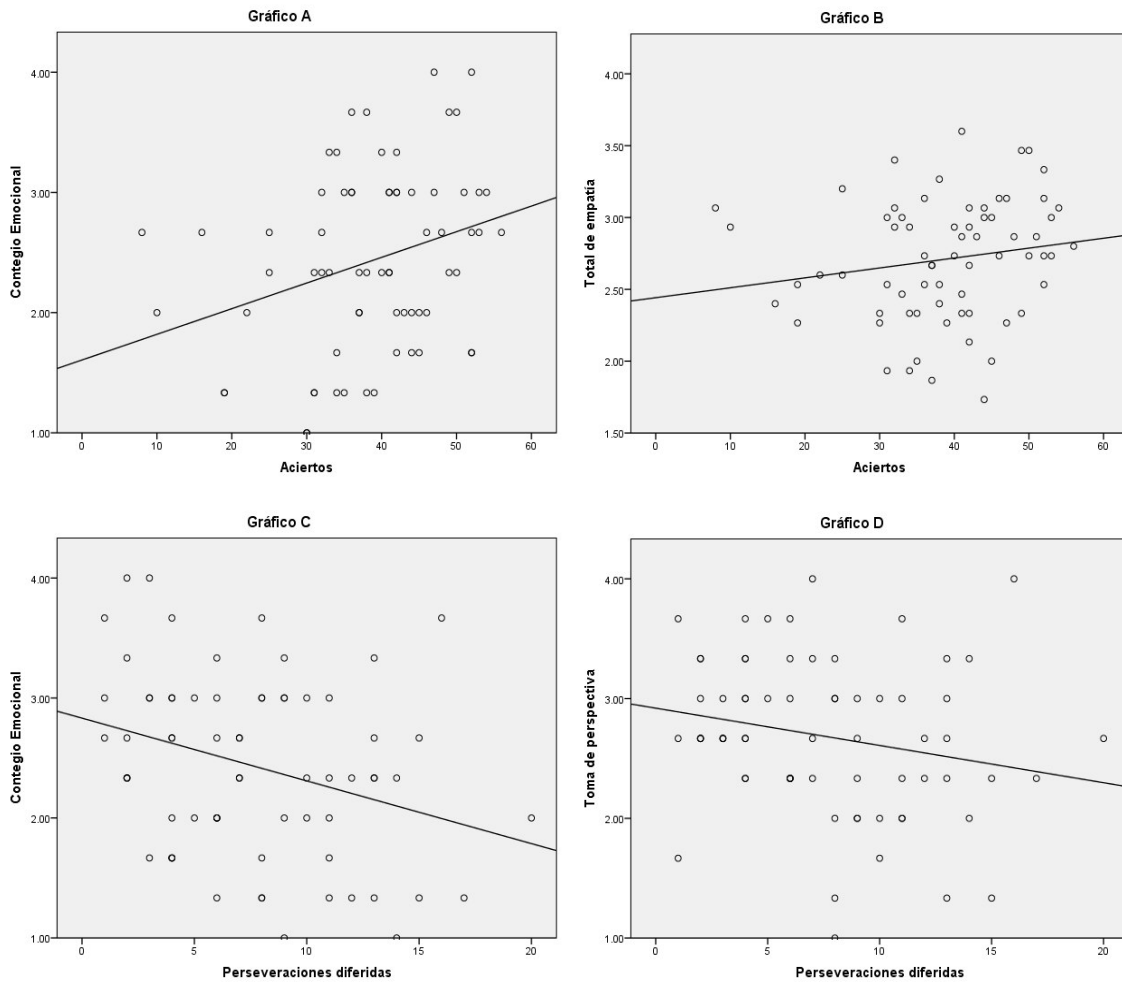 Gráfico A
4.00
3.00
2.00
1.00
Contegio Emocional
0 10 20 30 40 50 60
Aciertos
Gráfico B
4.00
3.50
3.00
2.50
2.00
1.50
Total de empatía
0 10 20 30 40 50 60
Aciertos
Gráfico C
4.00
3.00
2.00
1.00
Contegio Emocional
0 5 10 15 20
Perseveraciones diferidas
Gráfico D
4.00
3.00
2.00
1.00
Toma de perspectiva
0 5 10 15 20
Perseveraciones diferidas